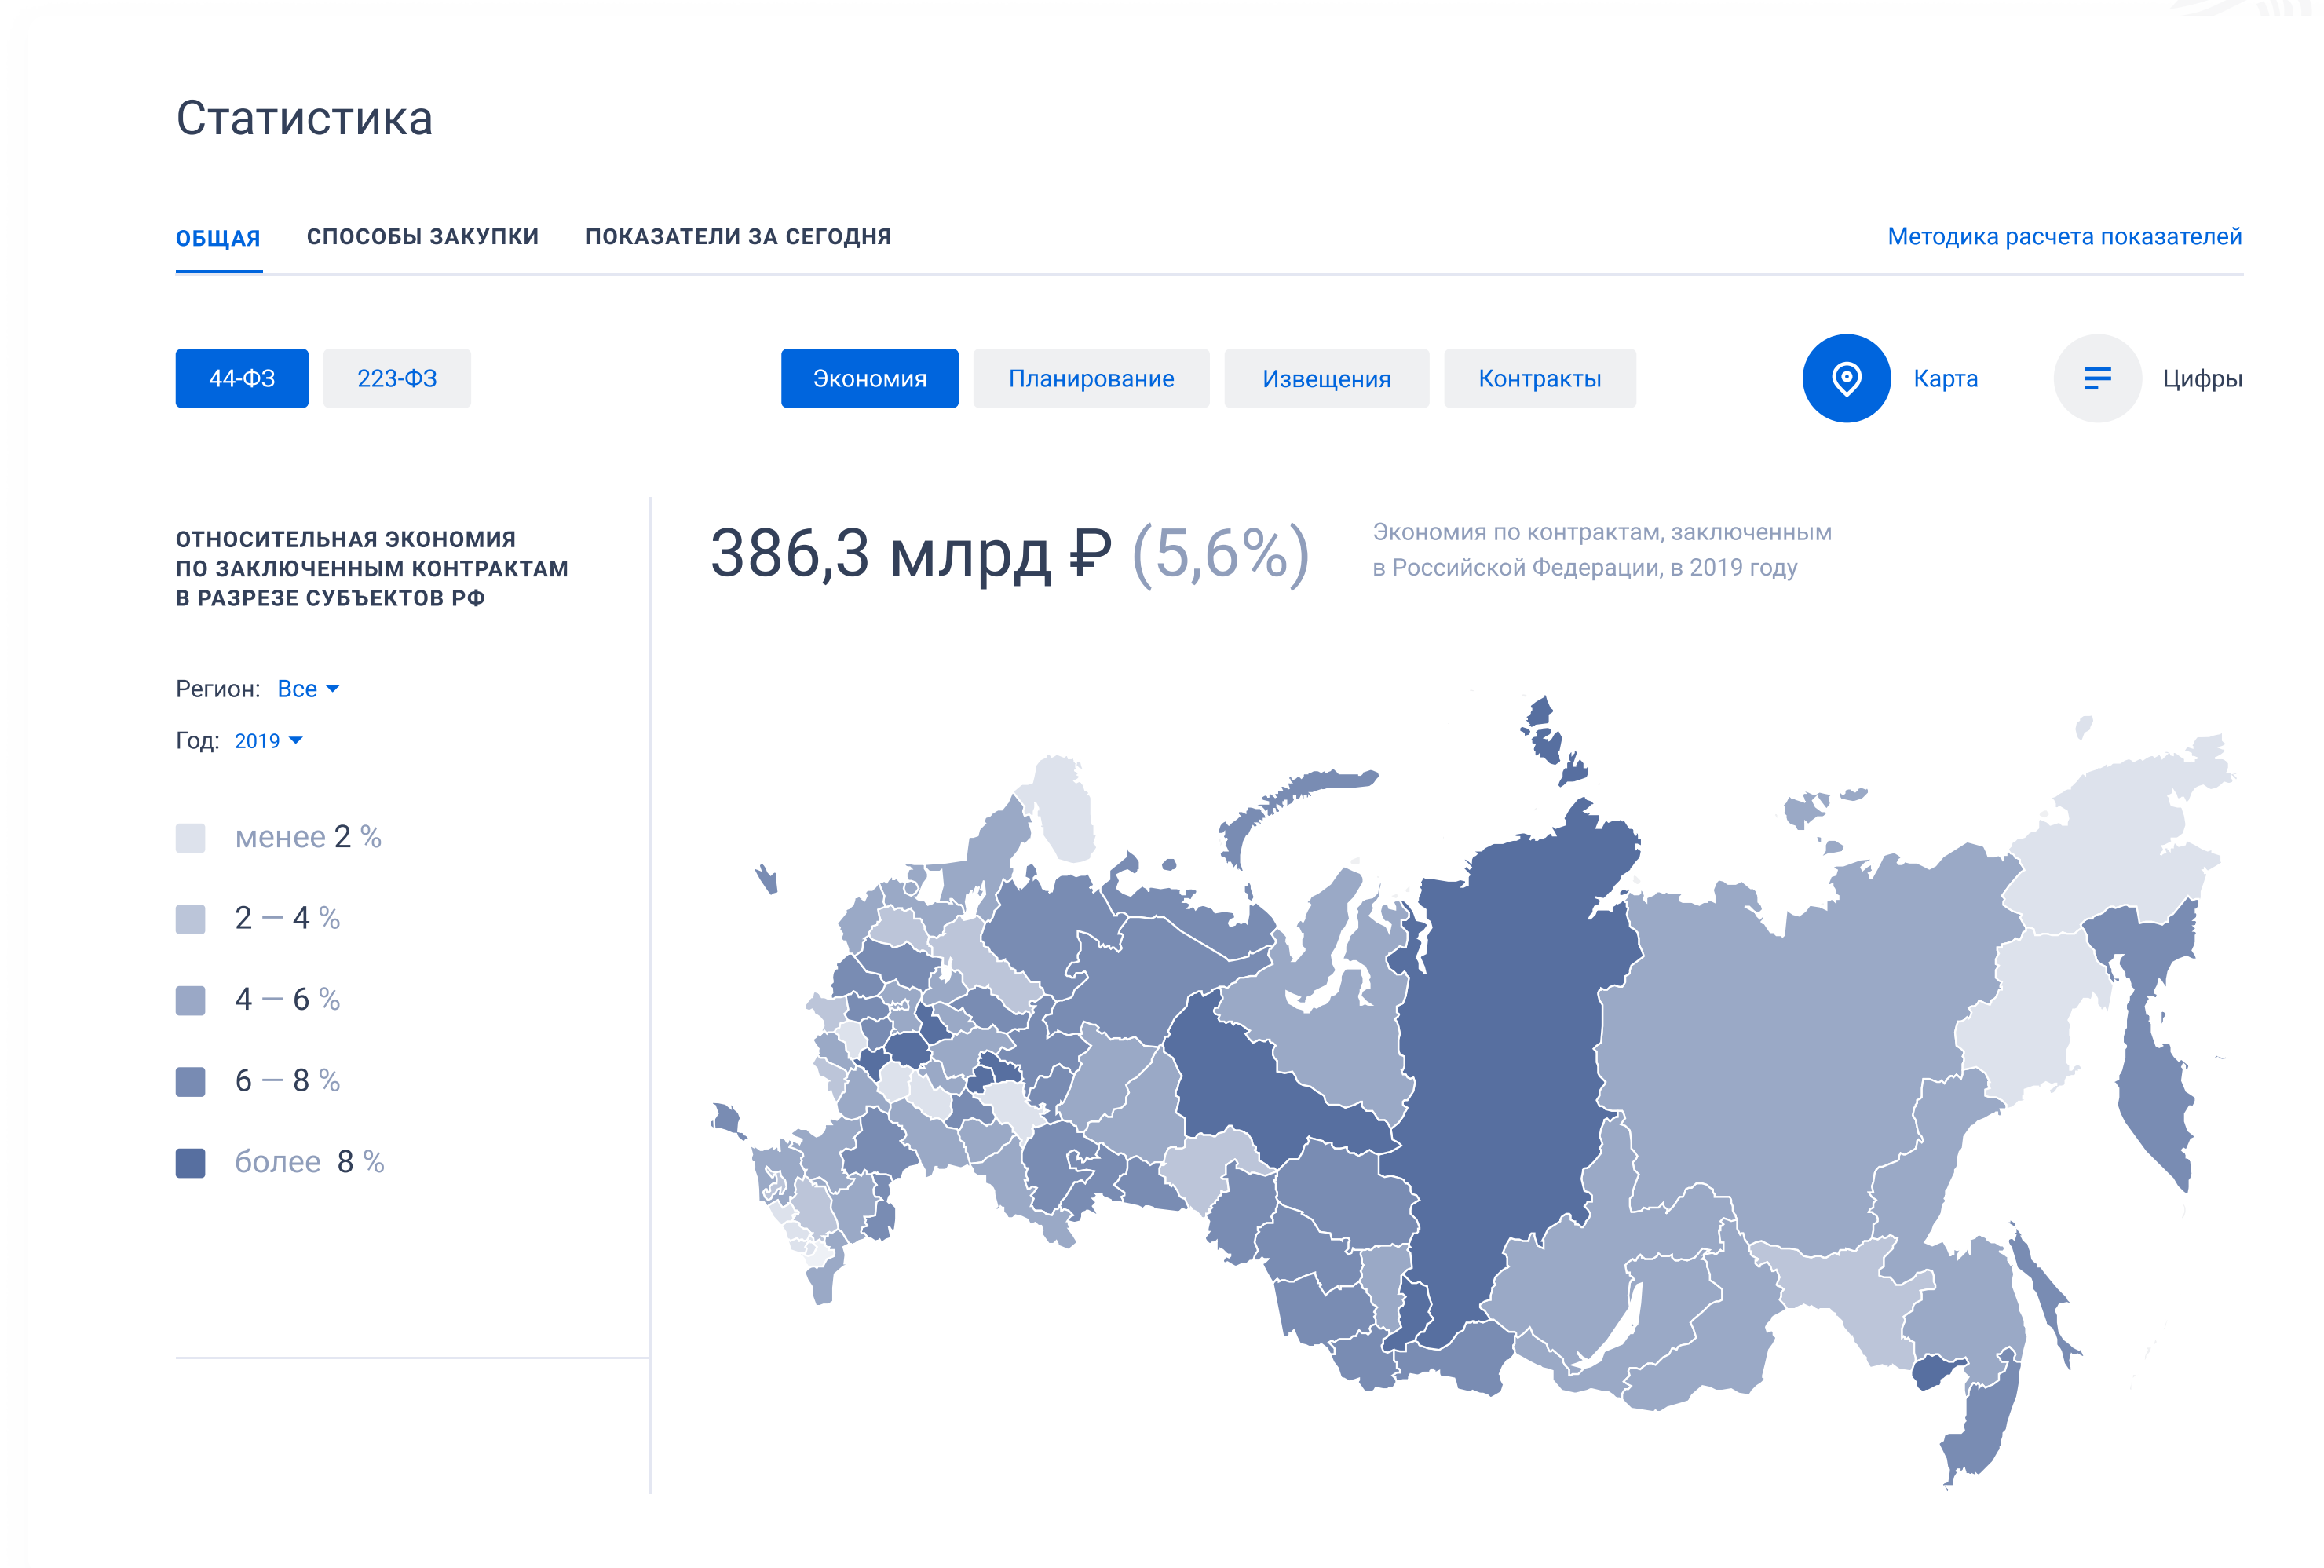 Статистика
ОБЩАЯ СПОСОБЫ ЗАКУПКИ ПОКАЗАТЕЛИ ЗА СЕГОДНЯ Методика расчета показателей
44-ФЗ 223-ФЗ Экономия Планирование Извещения Контракты Карта Цифры
ОТНОСИТЕЛЬНАЯ ЭКОНОМИЯ
ПО ЗАКЛЮЧЕННЫМ КОНТРАКТАМ
В РАЗРЕЗЕ СУБЪЕКТОВ РФ
386,3 млрд ₽ (5,6%)
Экономия по контрактам, заключенным
в Российской Федерации, в 2019 году
Регион: Все
Год: 2019
менее 2 %
2 — 4 %
4 — 6 %
6 — 8 %
более 8 %